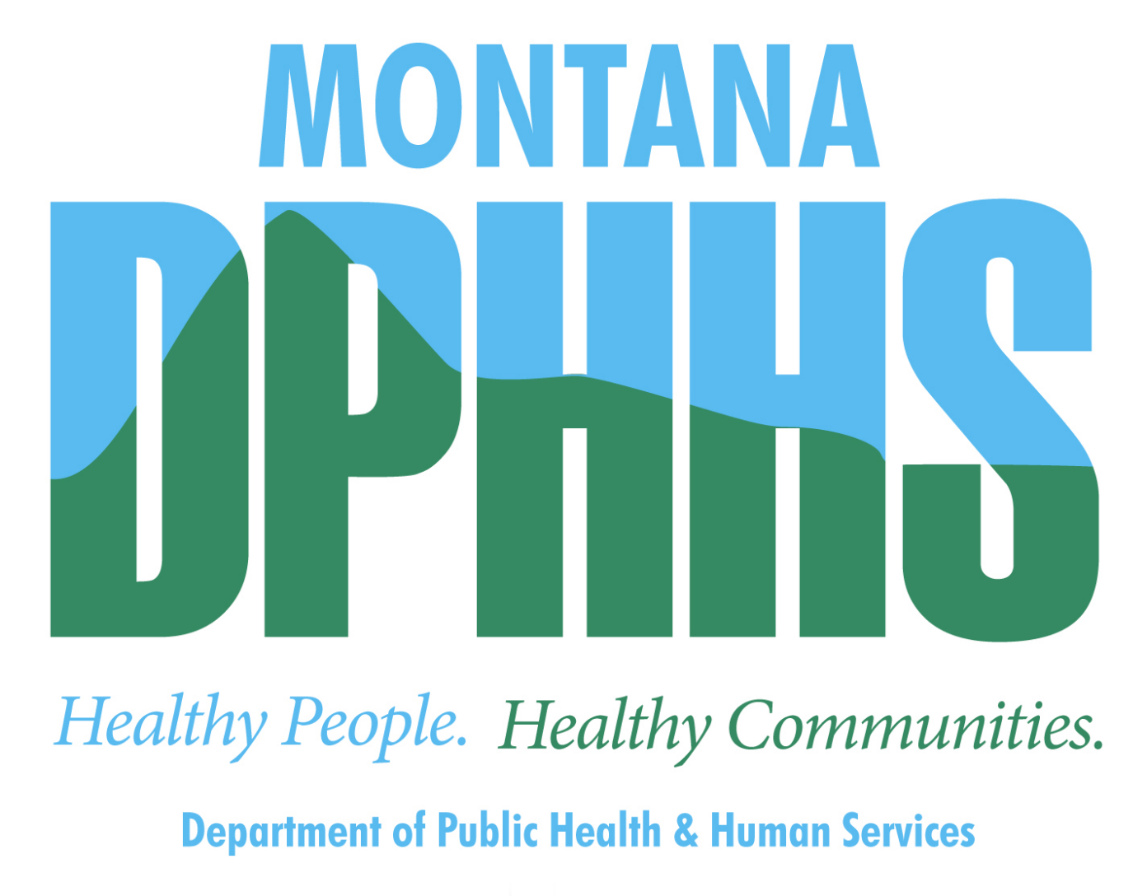 MONTANA
DPHHS
Healthy People. Healthy Communities.
Department of Public Health & Human Services